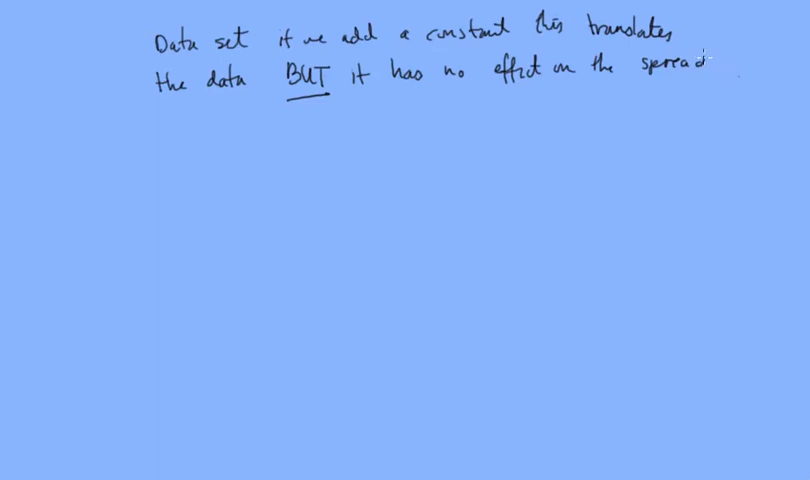 Data set if we add a constant this translates
the data BUT it has no effect on the spread